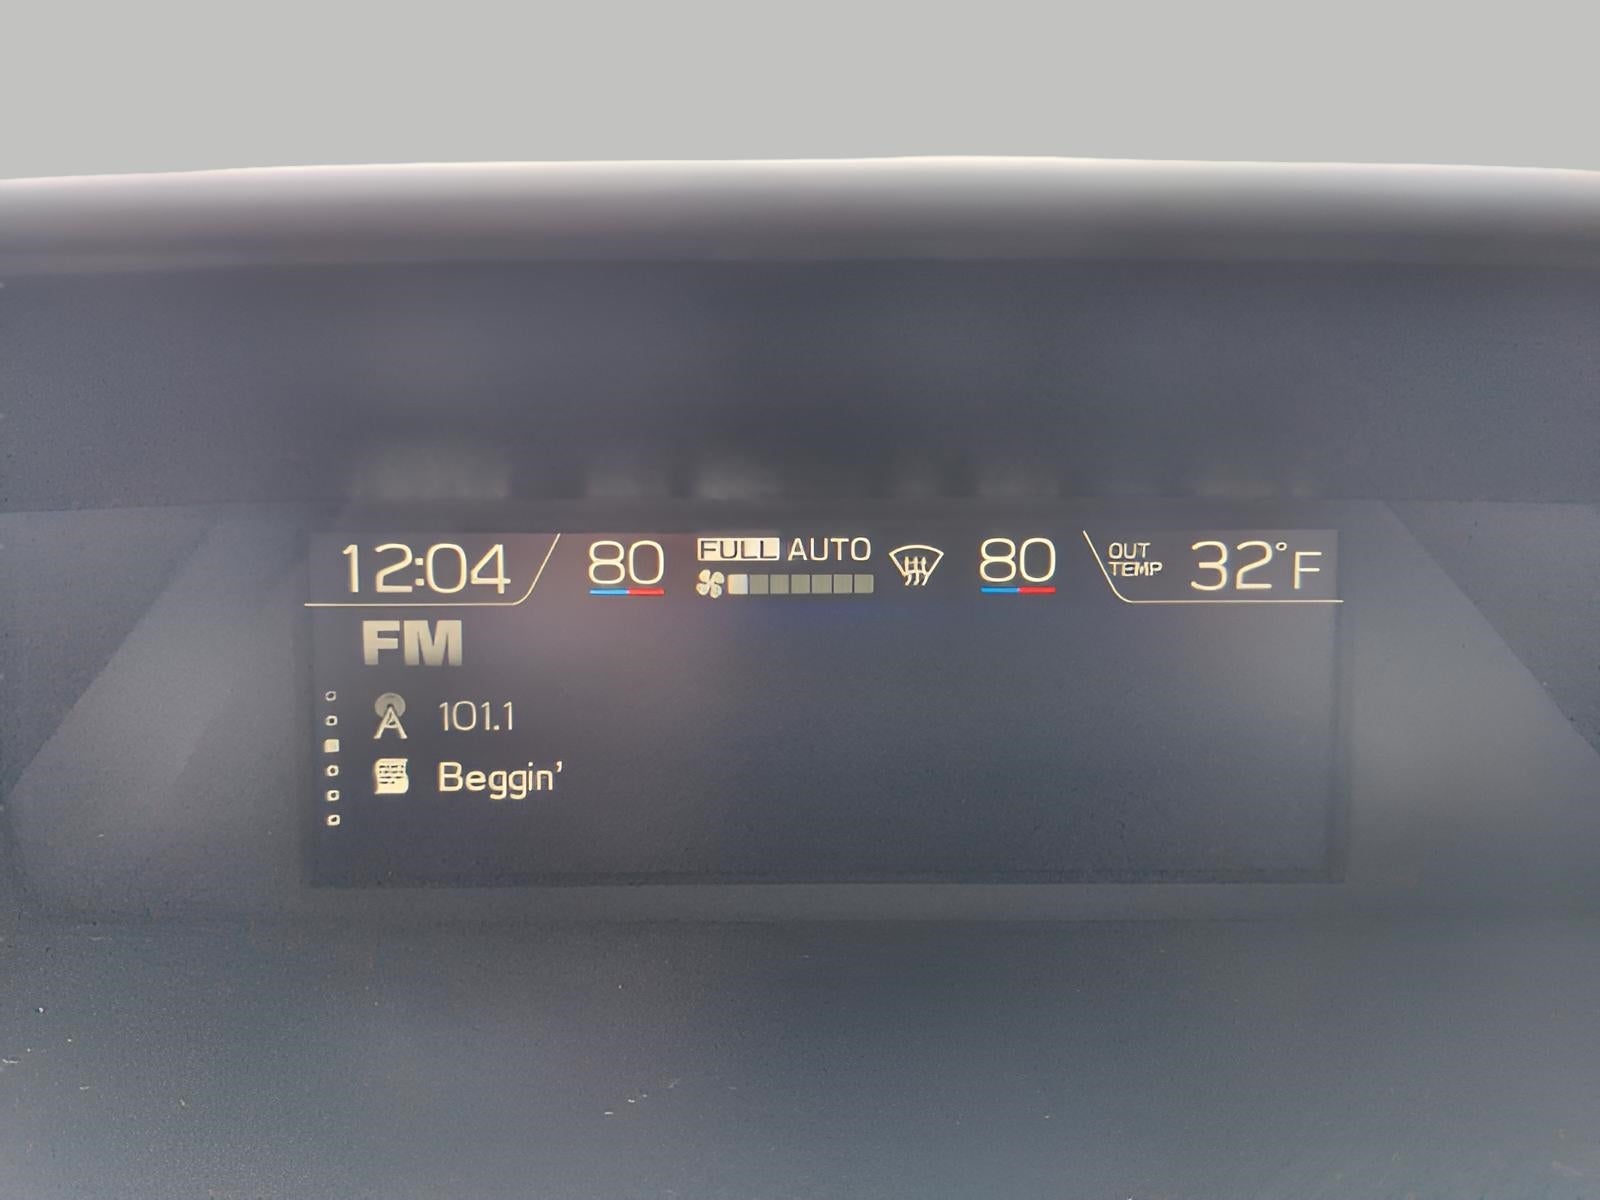 12:04 80 FULL AUTO 80 OUT TEMP 32°F
FM
101.1
Beggin'